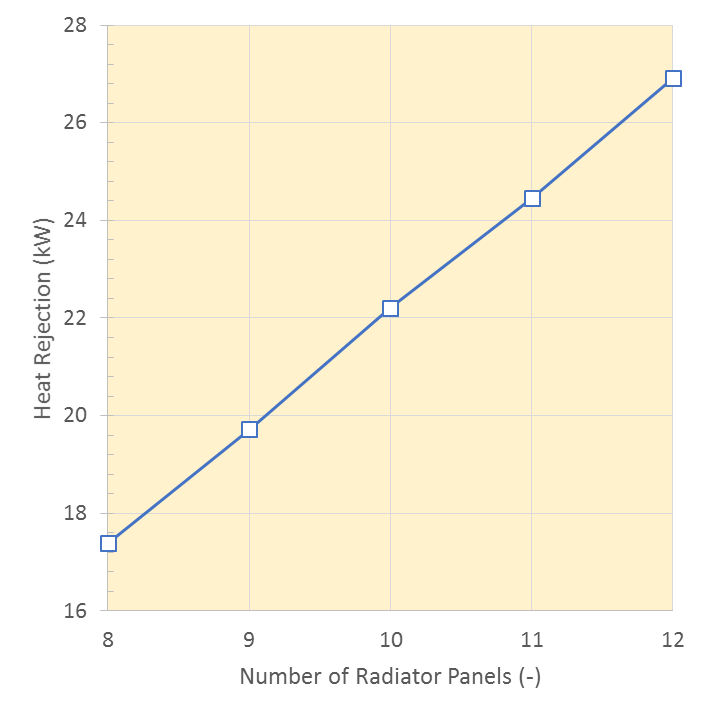 28
26
24
22
20
18
16
Heat Rejection (kW)
8 9 10 11 12
Number of Radiator Panels (-)